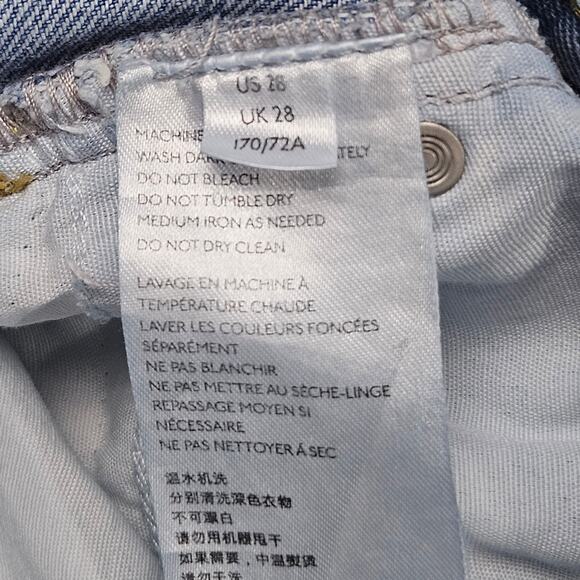 US 28
UK 28
170/72A
MACHINE
WASH DARK
TELY
DO NOT BLEACH
DO NOT TUMBLE DRY
MEDIUM IRON AS NEEDED
DO NOT DRY CLEAN
LAVAGE EN MACHINE À
TEMPÉRATURE CHAUDE
LAVER LES COULEURS FONCÉES
SÉPARÉMENT
NE PAS BLANCHIR
NE PAS METTRE AU SÈCHE-LINGE
REPASSAGE MOYEN SI
NÉCESSAIRE
NE PAS NETTOYER À SEC
温水机洗
分别清洗深色衣物
不可漂白
请勿用机器甩干
如果需要，中温熨烫
请勿干洗